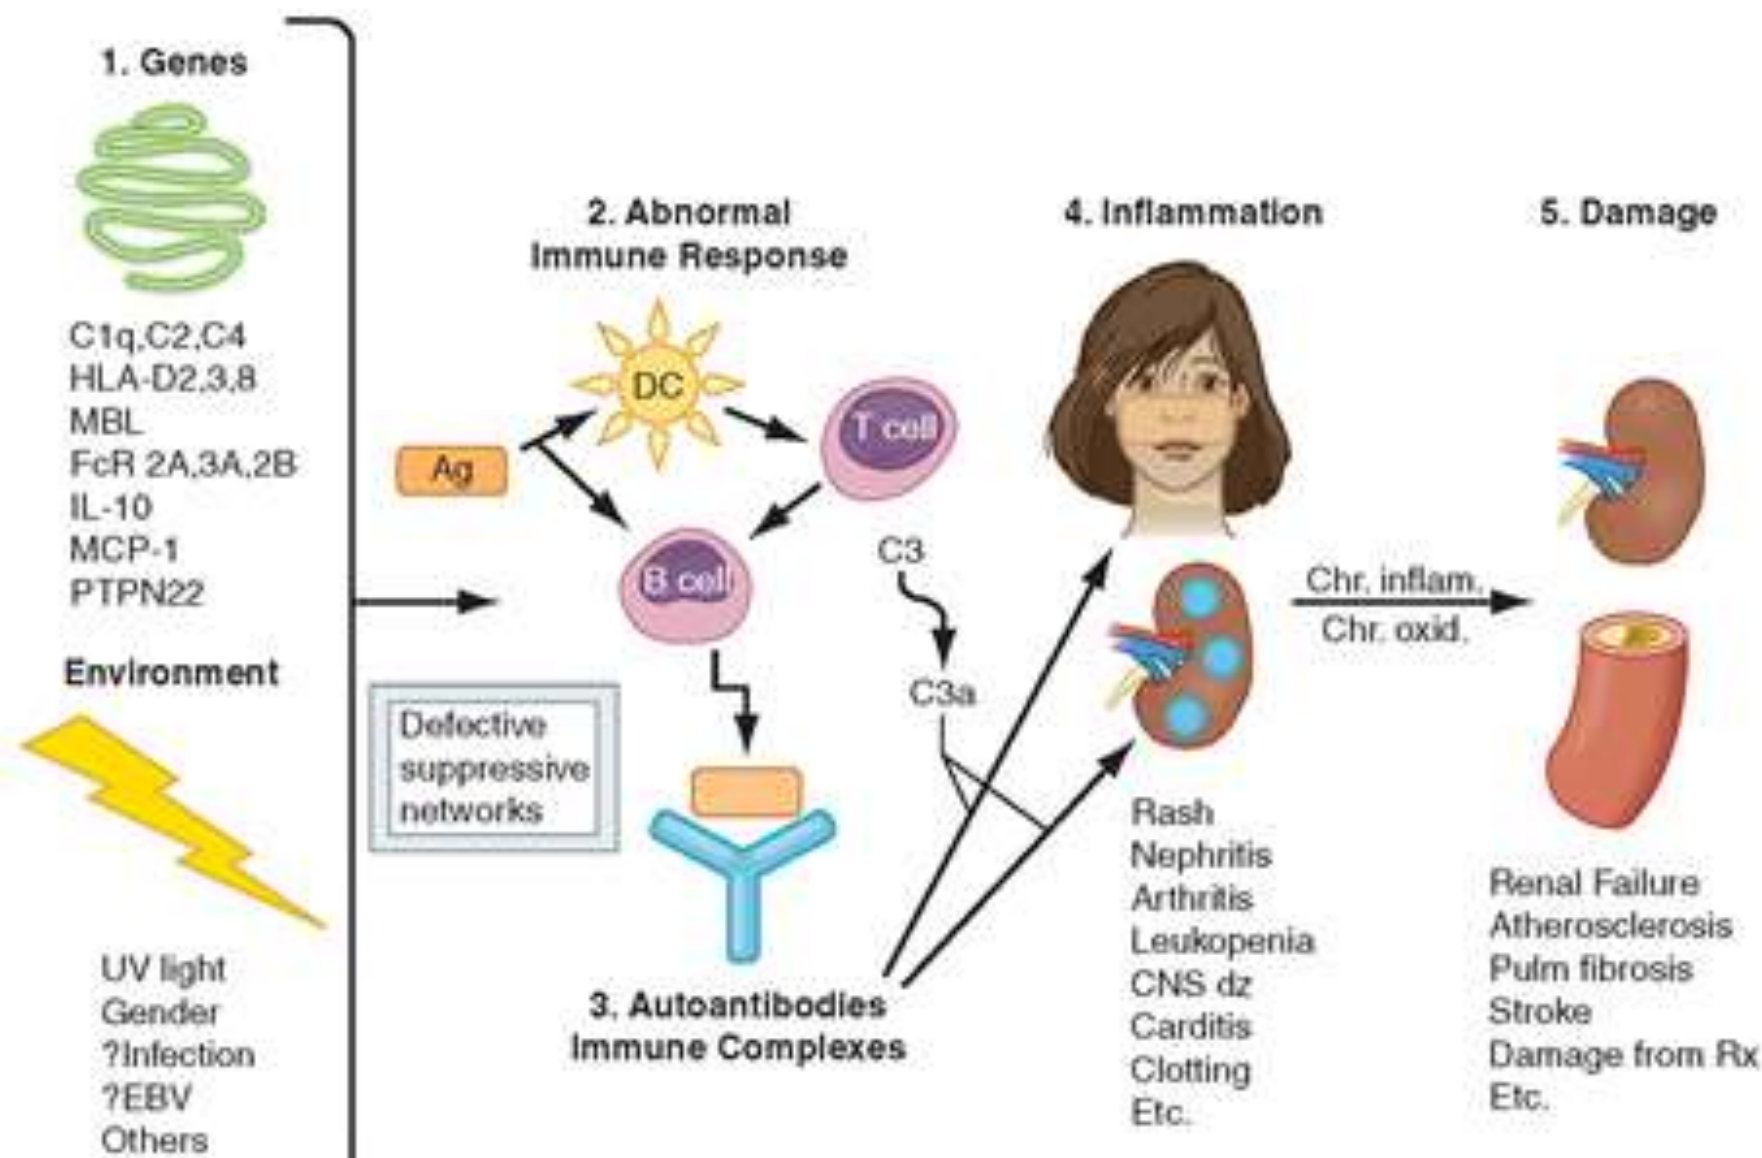 1. Genes
C1q,C2,C4
HLA-D2,3,8
MBL
FcR 2A,3A,2B
IL-10
MCP-1
PTPN22
Environment
UV light
Gender
?Infection
?EBV
Others
2. Abnormal
Immune Response
DC
T cell
Ag
B cell
C3
C3a
Defective
suppressive
networks
3. Autoantibodies
Immune Complexes
4. Inflammation
Rash
Nephritis
Arthritis
Leukopenia
CNS dz
Carditis
Clotting
Etc.
Chr. inflam.
Chr. oxid.
5. Damage
Renal Failure
Atherosclerosis
Pulm fibrosis
Stroke
Damage from Rx
Etc.